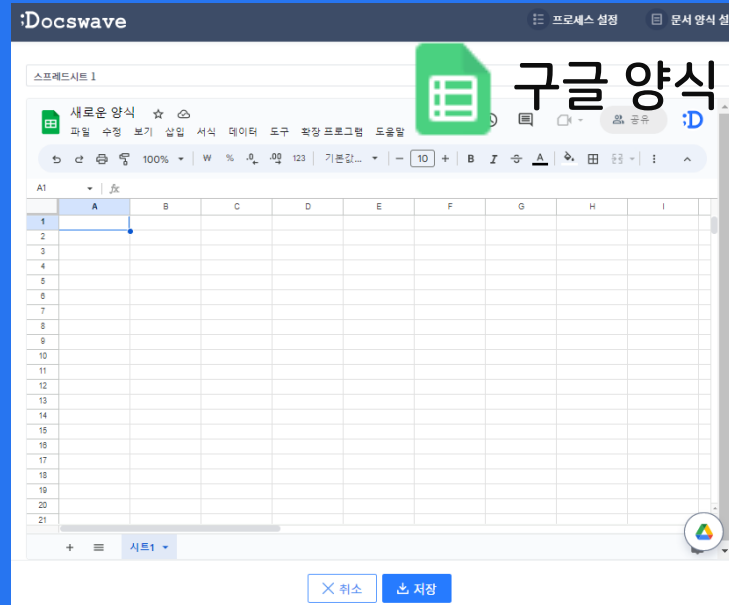 ;Docswave
프로세스 설정
문서 양식 설
구글 양식
스프레드시트 1
새로운 양식
파일 수정 보기 삽입 서식 데이터 도구 확장 프로그램 도움말
공유
;D
100% ₩ % .0 .00 123 기본값... 10 B I S A
A1 fx
A B C D E F G H I
1
2
3
4
5
6
7
8
9
10
11
12
13
14
15
16
17
18
19
20
21
시트1
취소
저장